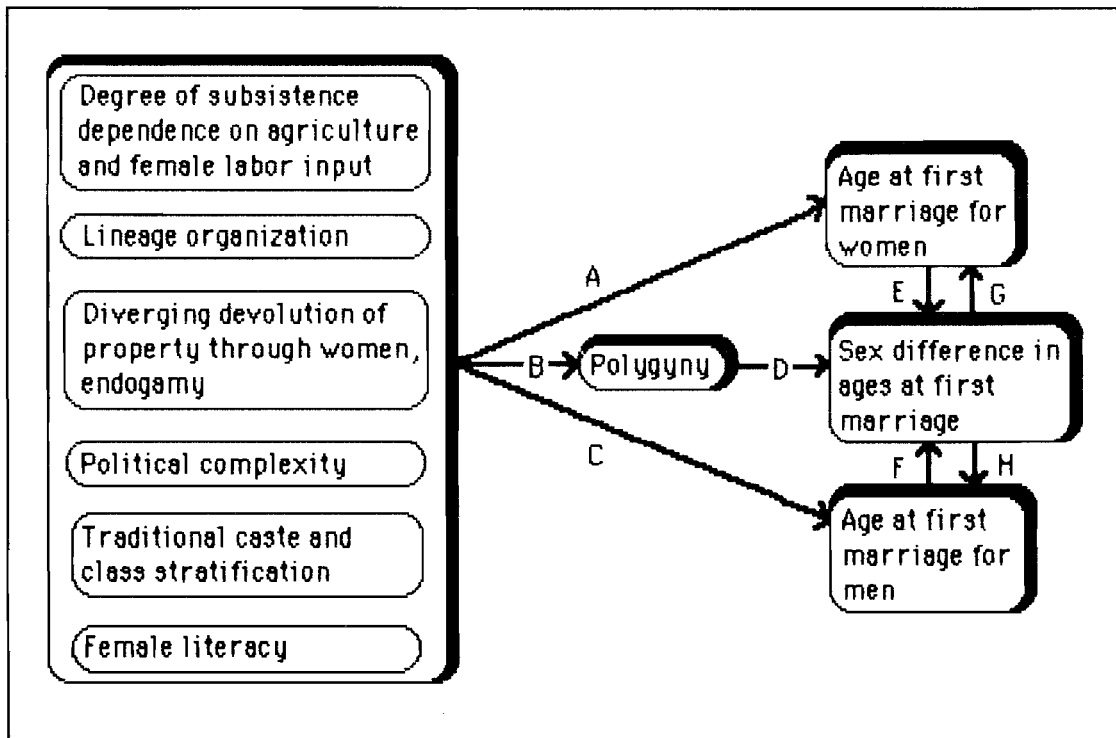 Degree of subsistence
dependence on agriculture
and female labor input
Lineage organization
Diverging devolution of
property through women,
endogamy
Political complexity
Traditional caste and
class stratification
Female literacy
A
B
C
Polygyny
D
Age at first
marriage for
women
E
G
Sex difference in
ages at first
marriage
F
H
Age at first
marriage for
men